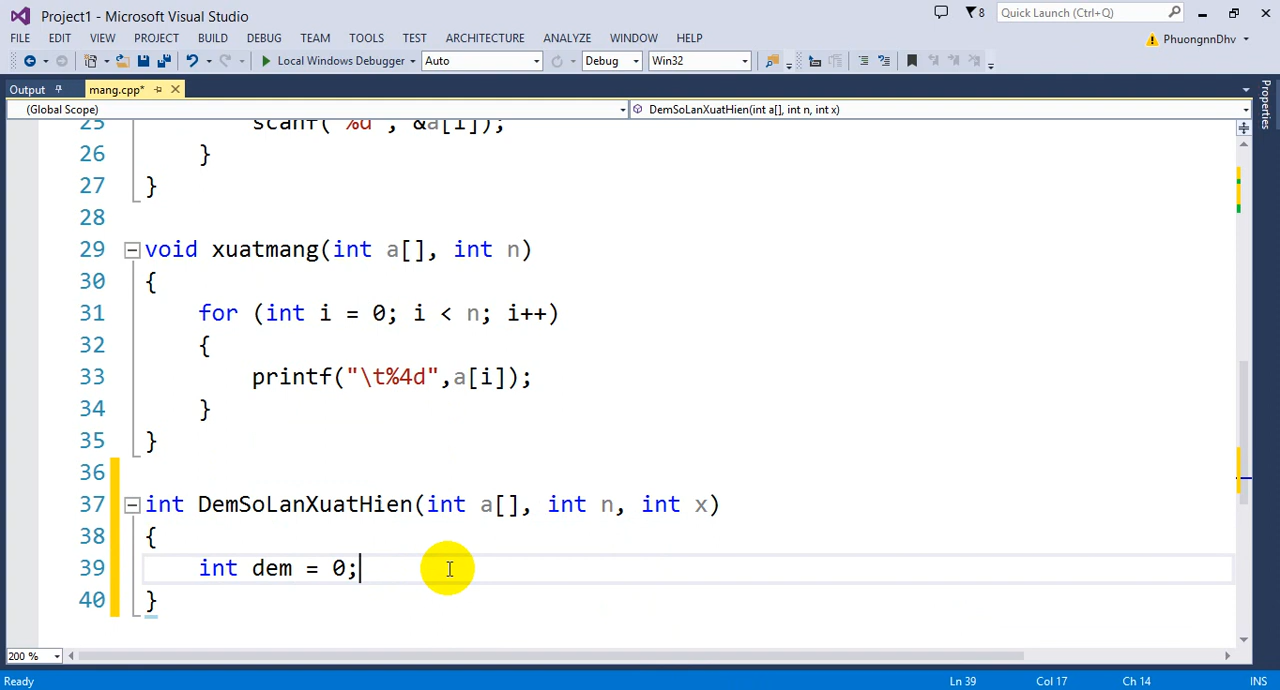 Project1 - Microsoft Visual Studio
8
Quick Launch (Ctrl+Q)
FILE EDIT VIEW PROJECT BUILD DEBUG TEAM TOOLS TEST ARCHITECTURE ANALYZE WINDOW HELP
PhuongnnDhv
Local Windows Debugger Auto Debug Win32
Output mang.cpp*
Properties
(Global Scope) DemSoLanXuatHien(int a[], int n, int x)
25 scanf("%d", &a[i]);
26 }
27 }
28
29 void xuatmang(int a[], int n)
30 {
31 for (int i = 0; i < n; i++)
32 {
33 printf("\t%4d",a[i]);
34 }
35 }
36
37 int DemSoLanXuatHien(int a[], int n, int x)
38 {
39 int dem = 0;
40 }
200 %
Ready Ln 39 Col 17 Ch 14 INS